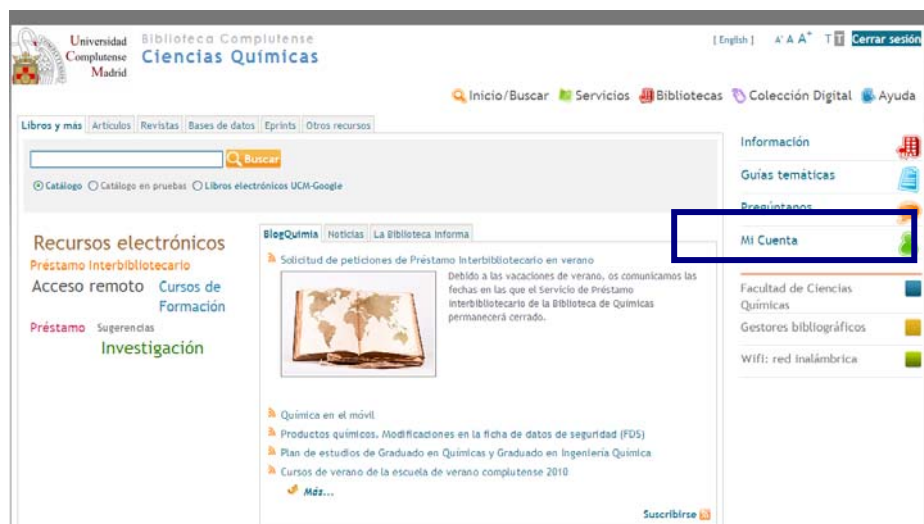 Universidad
Complutense
Madrid
Biblioteca Complutense
Ciencias Químicas
[English] A- A A+ T T Cerrar sesión
Inicio/Buscar Servicios Bibliotecas Colección Digital Ayuda
Libros y más Artículos Revistas Bases de datos Eprints Otros recursos
Buscar
Catálogo Catálogo en pruebas Libros electrónicos UCM-Google
Información
Guías temáticas
Pregúntanos
Mi Cuenta
Facultad de Ciencias
Químicas
Gestores bibliográficos
Wifi: red inalámbrica
Recursos electrónicos
Préstamo Interbibliotecario
Acceso remoto Cursos de
Formación
Préstamo Sugerencias
Investigación
BlogQuimia Noticias La Biblioteca Informa
Solicitud de peticiones de Préstamo Interbibliotecario en verano
Debido a las vacaciones de verano, os comunicamos las
fechas en las que el Servicio de Préstamo
Interbibliotecario de la Biblioteca de Químicas
permanecerá cerrado.
Química en el móvil
Productos químicos. Modificaciones en la ficha de datos de seguridad (FDS)
Plan de estudios de Graduado en Químicas y Graduado en Ingeniería Química
Cursos de verano de la escuela de verano complutense 2010
Más...
Suscribirse